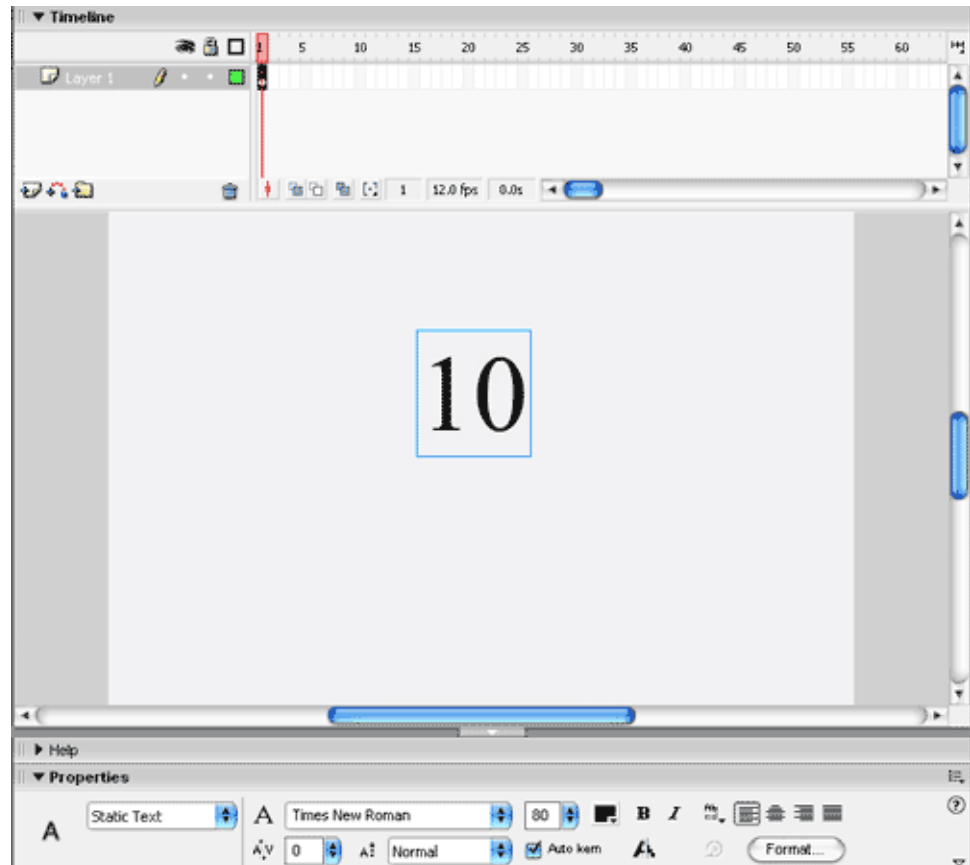 Timeline
1 5 10 15 20 25 30 35 40 45 50 55 60
Layer 1
1 12.0 fps 0.0s
10
Help
Properties
A Static Text A Times New Roman 80 B I
A V 0 A Normal Auto kern A Format...